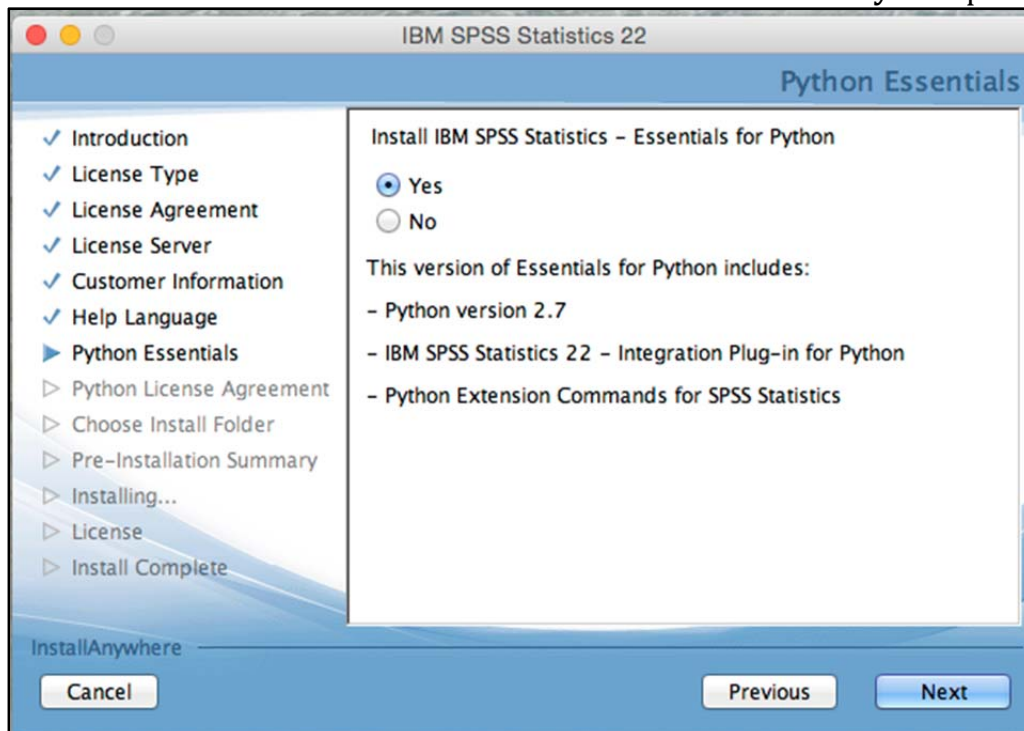 IBM SPSS Statistics 22
Python Essentials
Introduction
License Type
License Agreement
License Server
Customer Information
Help Language
Python Essentials
Python License Agreement
Choose Install Folder
Pre-Installation Summary
Installing...
License
Install Complete
Install IBM SPSS Statistics – Essentials for Python
Yes
No
This version of Essentials for Python includes:
– Python version 2.7
– IBM SPSS Statistics 22 – Integration Plug-in for Python
– Python Extension Commands for SPSS Statistics
InstallAnywhere
Cancel
Previous
Next